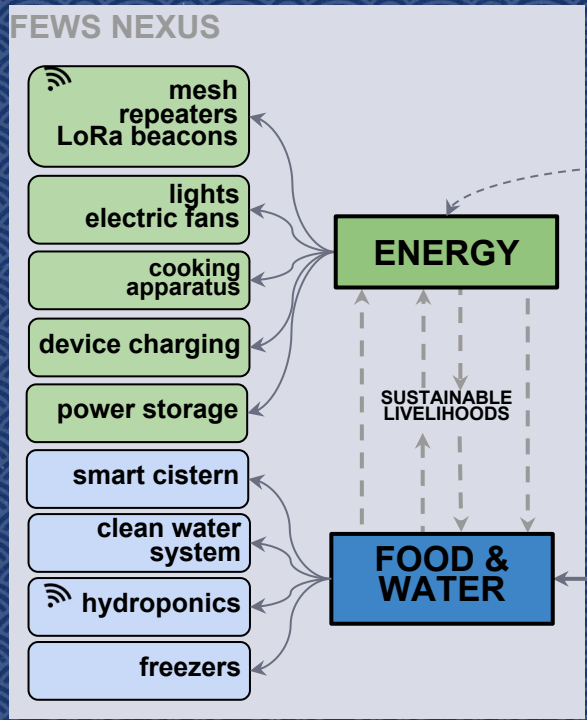 FEWS NEXUS
mesh
repeaters
LoRa beacons
lights
electric fans
cooking
apparatus
device charging
power storage
smart cistern
clean water
system
hydroponics
freezers
ENERGY
SUSTAINABLE
LIVELIHOODS
FOOD &
WATER